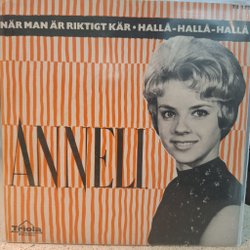 NÄR MAN ÄR RIKTIGT KÄR • HALLÅ-HALLÅ-HALLÅ
ANNELI
Triola